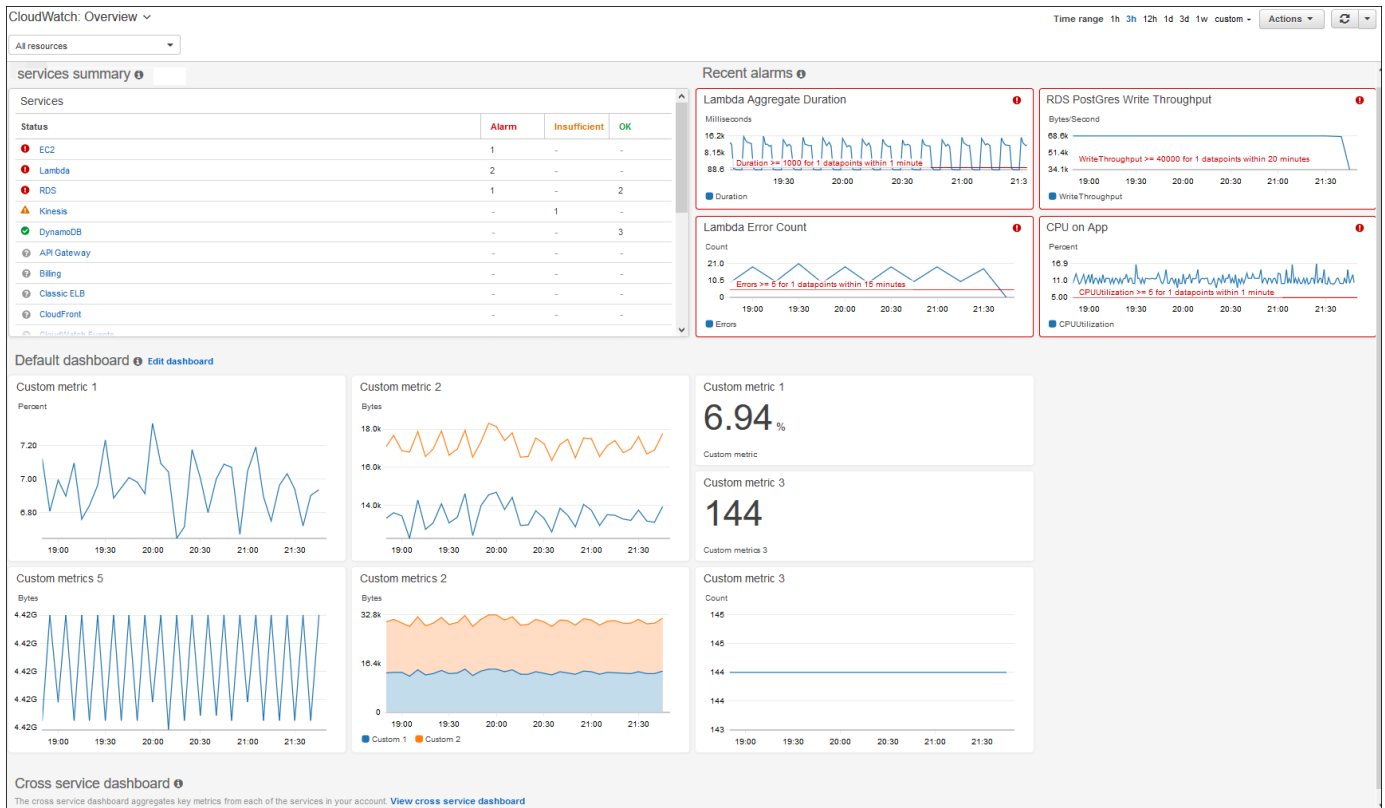 CloudWatch: Overview
Time range 1h 3h 12h 1d 3d 1w custom Actions
All resources
services summary
Services
Status Alarm Insufficient OK
EC2 1 - -
Lambda 2 - -
RDS 1 - 2
Kinesis - 1 -
DynamoDB - - 3
API Gateway - - -
Billing - - -
Classic ELB - - -
CloudFront - - -
CloudWatch Events
Recent alarms
Lambda Aggregate Duration
Milliseconds
16.2k
8.15k
Duration >= 1000 for 1 datapoints within 1 minute
88.6
19:30 20:00 20:30 21:00 21:3
Duration
RDS PostGres Write Throughput
Bytes/Second
68.6k
51.4k
WriteThroughput >= 40000 for 1 datapoints within 20 minutes
34.1k
19:00 19:30 20:00 20:30 21:00 21:30
WriteThroughput
Lambda Error Count
Count
21.0
10.5
Errors >= 5 for 1 datapoints within 15 minutes
0
19:00 19:30 20:00 20:30 21:00 21:30
Errors
CPU on App
Percent
16.9
11.0
CPUUtilization >= 5 for 1 datapoints within 1 minute
5.00
19:00 19:30 20:00 20:30 21:00 21:30
CPUUtilization
Default dashboard Edit dashboard
Custom metric 1
Percent
7.20
7.00
6.80
19:00 19:30 20:00 20:30 21:00 21:30
Custom metric 2
Bytes
18.0k
16.0k
14.0k
19:00 19:30 20:00 20:30 21:00 21:30
Custom metric 1
6.94 %
Custom metric
Custom metric 3
144
Custom metrics 3
Custom metrics 5
Bytes
4.42G
4.42G
4.42G
4.42G
4.42G
19:00 19:30 20:00 20:30 21:00 21:30
Custom metrics 2
Bytes
32.8k
16.4k
0
19:00 19:30 20:00 20:30 21:00 21:30
Custom 1 Custom 2
Custom metric 3
Count
145
145
144
144
143
19:00 19:30 20:00 20:30 21:00 21:30
Cross service dashboard
The cross service dashboard aggregates key metrics from each of the services in your account. View cross service dashboard